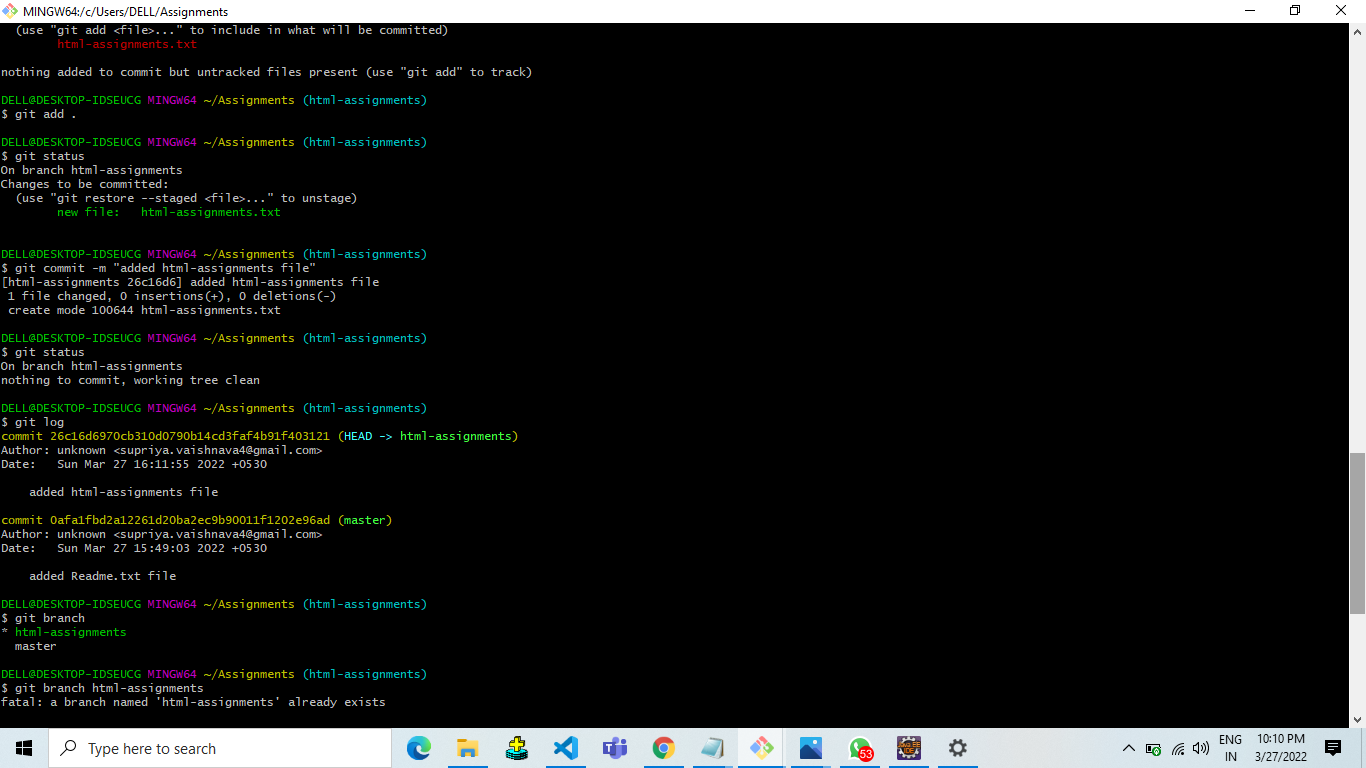 MINGW64:/c/Users/DELL/Assignments
(use "git add <file>..." to include in what will be committed)
html-assignments.txt
nothing added to commit but untracked files present (use "git add" to track)
DELL@DESKTOP-IDSEUCG MINGW64 ~/Assignments (html-assignments)
$ git add .
DELL@DESKTOP-IDSEUCG MINGW64 ~/Assignments (html-assignments)
$ git status
On branch html-assignments
Changes to be committed:
(use "git restore --staged <file>..." to unstage)
new file:   html-assignments.txt
DELL@DESKTOP-IDSEUCG MINGW64 ~/Assignments (html-assignments)
$ git commit -m "added html-assignments file"
[html-assignments 26c16d6] added html-assignments file
1 file changed, 0 insertions(+), 0 deletions(-)
create mode 100644 html-assignments.txt
DELL@DESKTOP-IDSEUCG MINGW64 ~/Assignments (html-assignments)
$ git status
On branch html-assignments
nothing to commit, working tree clean
DELL@DESKTOP-IDSEUCG MINGW64 ~/Assignments (html-assignments)
$ git log
commit 26c16d6970cb310d0790b14cd3faf4b91f403121 (HEAD -> html-assignments)
Author: unknown <supriya.vaishnava4@gmail.com>
Date:   Sun Mar 27 16:11:55 2022 +0530
added html-assignments file
commit 0afa1fbd2a12261d20ba2ec9b90011f1202e96ad (master)
Author: unknown <supriya.vaishnava4@gmail.com>
Date:   Sun Mar 27 15:49:03 2022 +0530
added Readme.txt file
DELL@DESKTOP-IDSEUCG MINGW64 ~/Assignments (html-assignments)
$ git branch
* html-assignments
master
DELL@DESKTOP-IDSEUCG MINGW64 ~/Assignments (html-assignments)
$ git branch html-assignments
fatal: a branch named 'html-assignments' already exists
Type here to search
53
ENG
IN
10:10 PM
3/27/2022